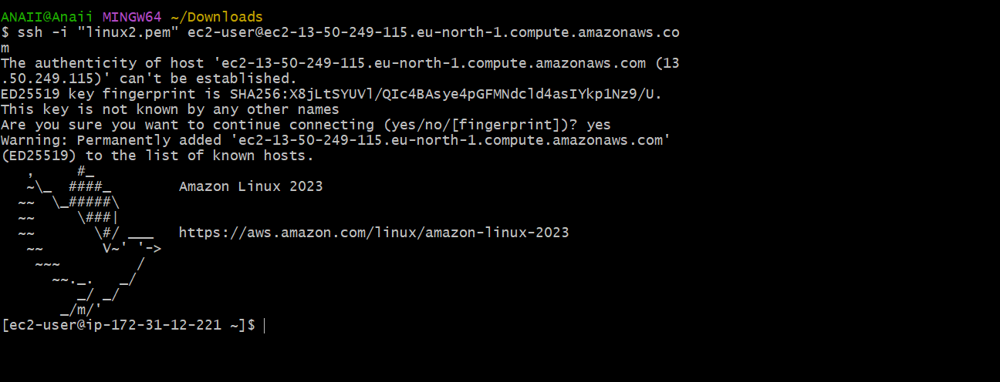 ANAII@Anaii MINGW64 ~/Downloads
$ ssh -i "linux2.pem" ec2-user@ec2-13-50-249-115.eu-north-1.compute.amazonaws.co
m
The authenticity of host 'ec2-13-50-249-115.eu-north-1.compute.amazonaws.com (13
.50.249.115)' can't be established.
ED25519 key fingerprint is SHA256:X8jLtSYUVl/QIc4BAsye4pGFMNdcld4asIYkp1Nz9/U.
This key is not known by any other names
Are you sure you want to continue connecting (yes/no/[fingerprint])? yes
Warning: Permanently added 'ec2-13-50-249-115.eu-north-1.compute.amazonaws.com'
(ED25519) to the list of known hosts.
   ,     #_
   ~\_  ####_        Amazon Linux 2023
  ~~  \_#####\
  ~~     \###|
  ~~       \#/ ___   https://aws.amazon.com/linux/amazon-linux-2023
   ~~       V~' '->
    ~~~         /
      ~~._.   _/
         _/ _/
       _/m/'
[ec2-user@ip-172-31-12-221 ~]$